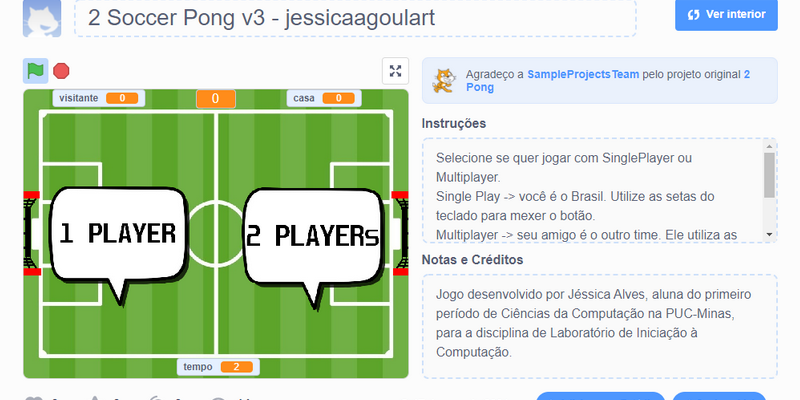 2 Soccer Pong v3 - jessicaagoulart
Ver interior
visitante 0
0
casa 0
1 PLAYER
2 PLAYERs
tempo 2
Agradeço a SampleProjectsTeam pelo projeto original 2
Pong
Instruções
Selecione se quer jogar com SinglePlayer ou
Multiplayer.
Single Play -> você é o Brasil. Utilize as setas do
teclado para mexer o botão.
Multiplayer -> seu amigo é o outro time. Ele utiliza as
Notas e Créditos
Jogo desenvolvido por Jéssica Alves, aluna do primeiro
período de Ciências da Computação na PUC-Minas,
para a disciplina de Laboratório de Iniciação à
Computação.